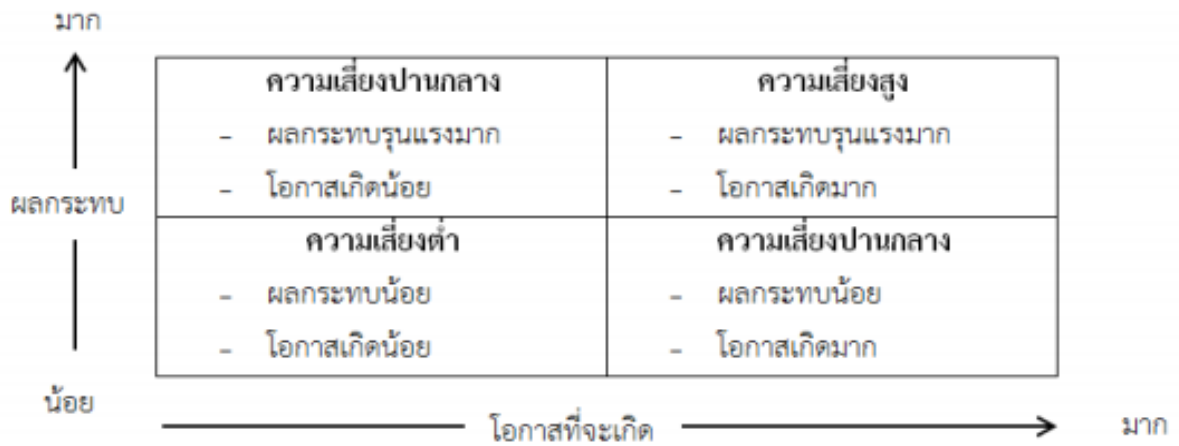 มาก
ความเสี่ยงปานกลาง
- ผลกระทบรุนแรงมาก
- โอกาสเกิดน้อย
ความเสี่ยงสูง
- ผลกระทบรุนแรงมาก
- โอกาสเกิดมาก
ผลกระทบ
ความเสี่ยงต่ำ
- ผลกระทบน้อย
- โอกาสเกิดน้อย
ความเสี่ยงปานกลาง
- ผลกระทบน้อย
- โอกาสเกิดมาก
น้อย
โอกาสที่จะเกิด
มาก